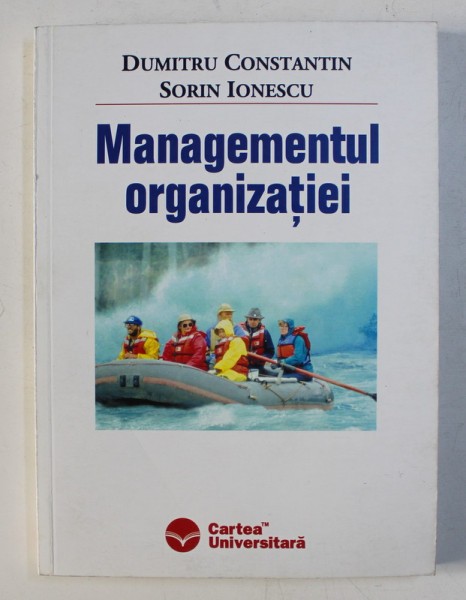 DUMITRU CONSTANTIN
SORIN IONESCU
Managementul
organizației
Cartea™
Universitară